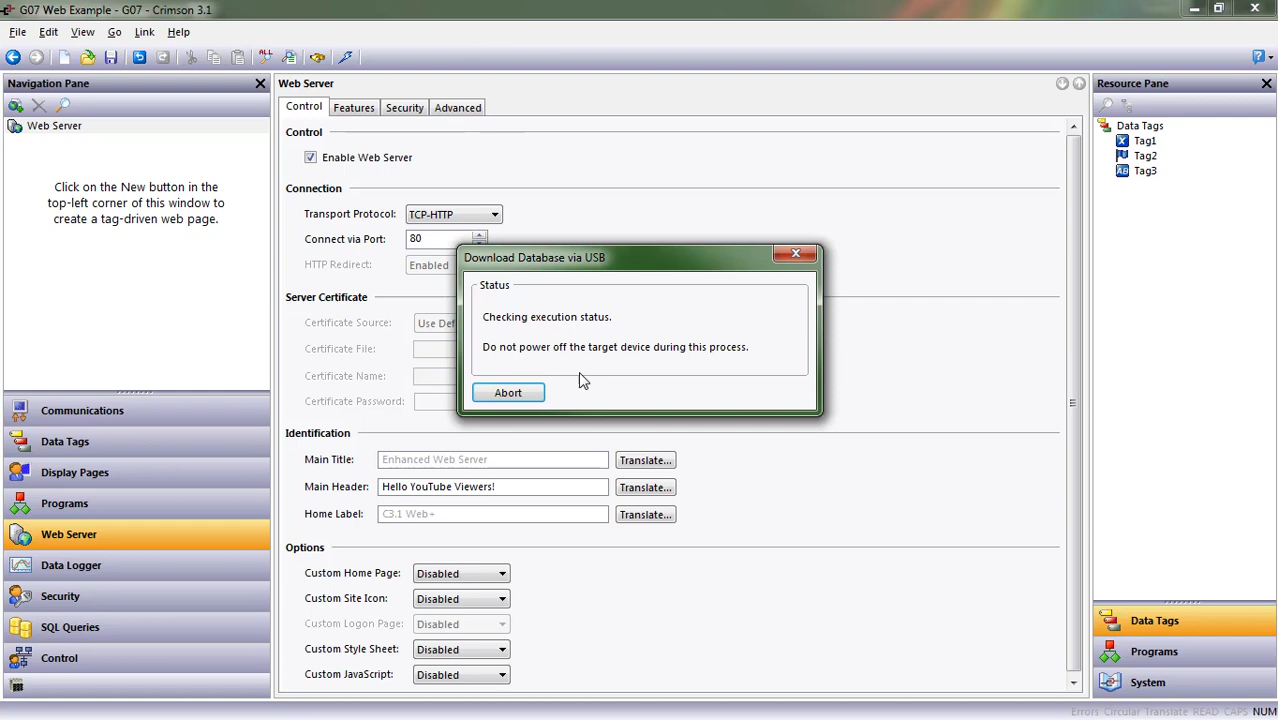 G07 Web Example - G07 - Crimson 3.1
File Edit View Go Link Help
ALL
Navigation Pane
Web Server
Click on the New button in the
top-left corner of this window to
create a tag-driven web page.
Communications
Data Tags
Display Pages
Programs
Web Server
Data Logger
Security
SQL Queries
Control
Web Server
Control Features Security Advanced
Control
Enable Web Server
Connection
Transport Protocol: TCP-HTTP
Connect via Port: 80
HTTP Redirect: Enabled
Server Certificate
Certificate Source: Use Def
Certificate File:
Certificate Name:
Certificate Password:
Identification
Main Title: Enhanced Web Server Translate...
Main Header: Hello YouTube Viewers! Translate...
Home Label: C3.1 Web+ Translate...
Options
Custom Home Page: Disabled
Custom Site Icon: Disabled
Custom Logon Page: Disabled
Custom Style Sheet: Disabled
Custom JavaScript: Disabled
Download Database via USB
Status
Checking execution status.
Do not power off the target device during this process.
Abort
Resource Pane
Data Tags
Tag1
Tag2
Tag3
Data Tags
Programs
System
Errors Circular Translate READ CAPS NUM